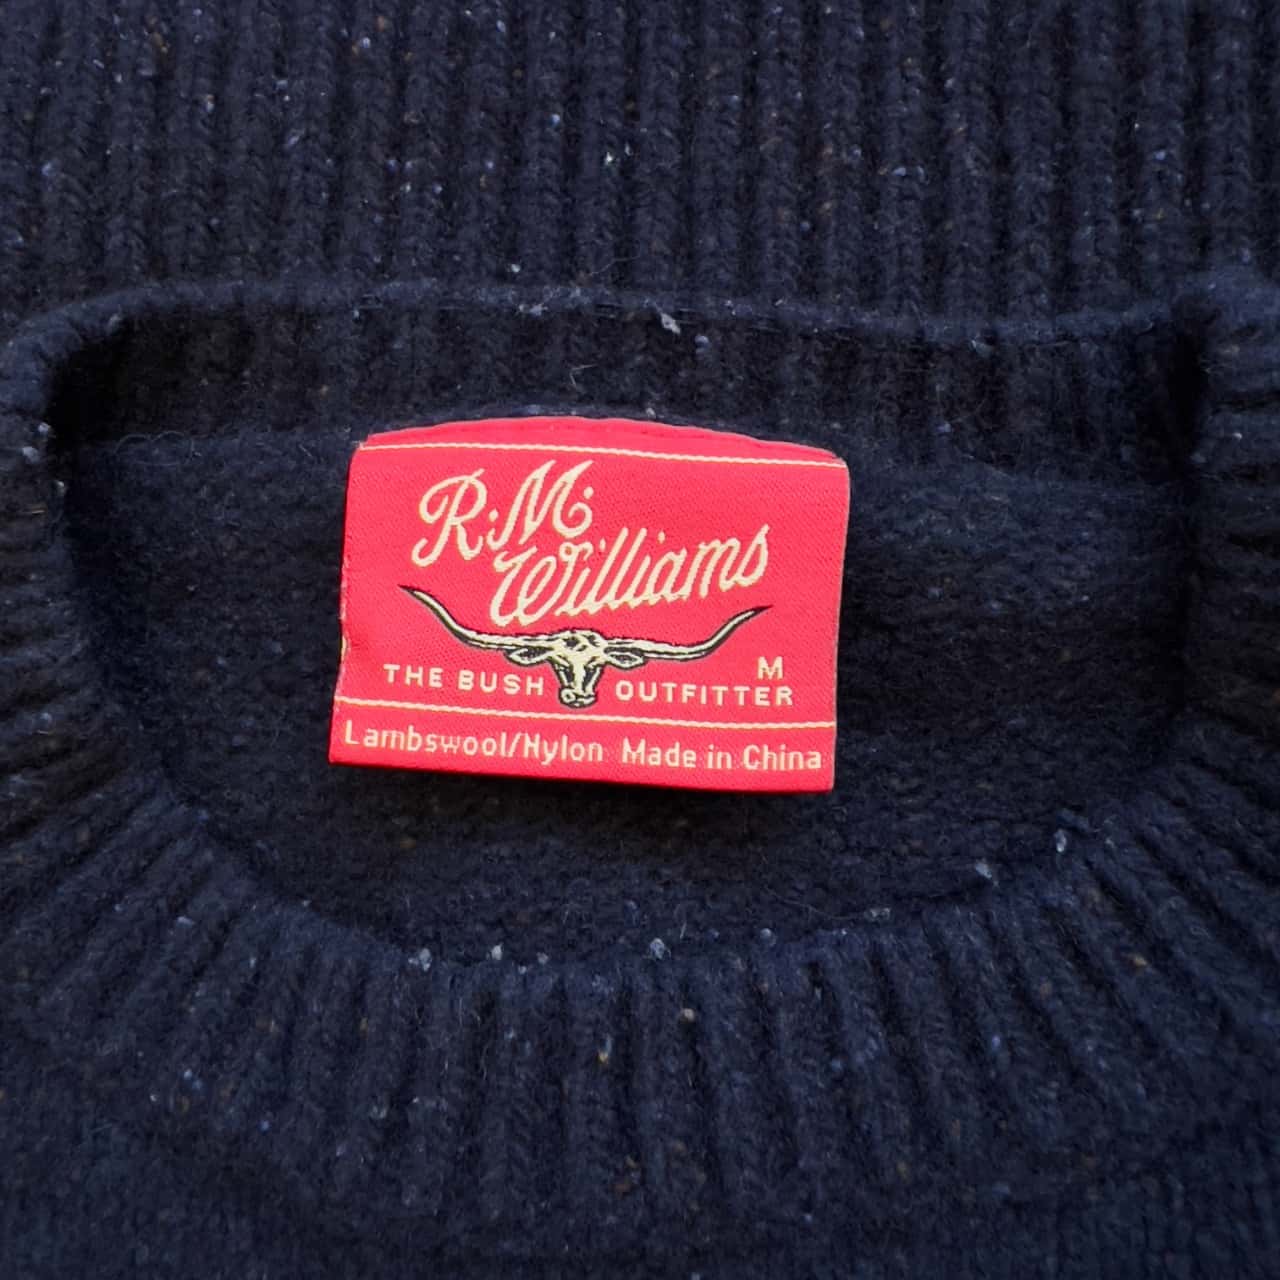 R.M.
Williams
M
THE BUSH OUTFITTER
Lambswool/Nylon Made in China